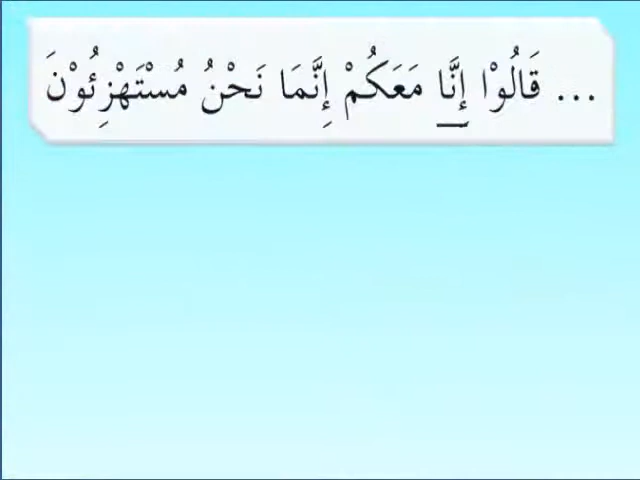 ... قَالُوْا إِنَّا مَعَكُمْ إِنَّمَا نَحْنُ مُسْتَهْزِئُوْنَ